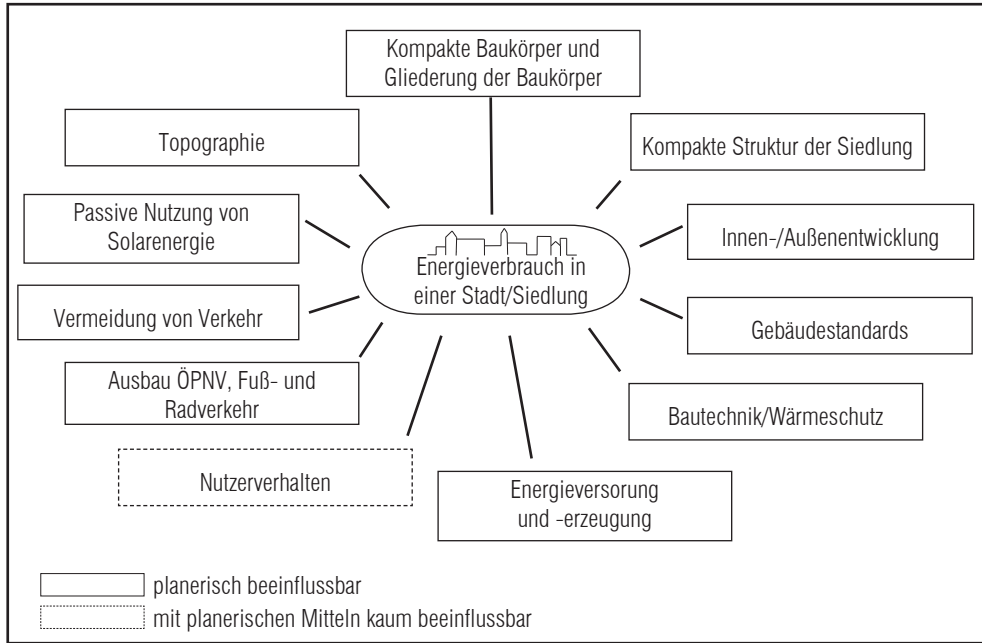 Kompakte Baukörper und
Gliederung der Baukörper
Topographie
Kompakte Struktur der Siedlung
Passive Nutzung von
Solarenergie
Innen-/Außenentwicklung
Energieverbrauch in
einer Stadt/Siedlung
Vermeidung von Verkehr
Gebäudestandards
Ausbau ÖPNV, Fuß- und
Radverkehr
Bautechnik/Wärmeschutz
Nutzerverhalten
Energieversorung
und -erzeugung
planerisch beeinflussbar
mit planerischen Mitteln kaum beeinflussbar